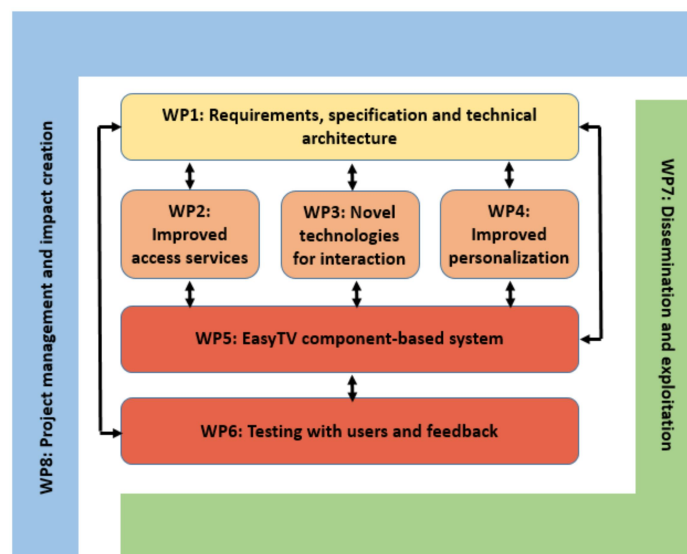 WP8: Project management and impact creation
WP1: Requirements, specification and technical
architecture
WP2:
Improved
access services
WP3: Novel
technologies
for interaction
WP4:
Improved
personalization
WP5: EasyTV component-based system
WP6: Testing with users and feedback
WP7: Dissemination
and exploitation